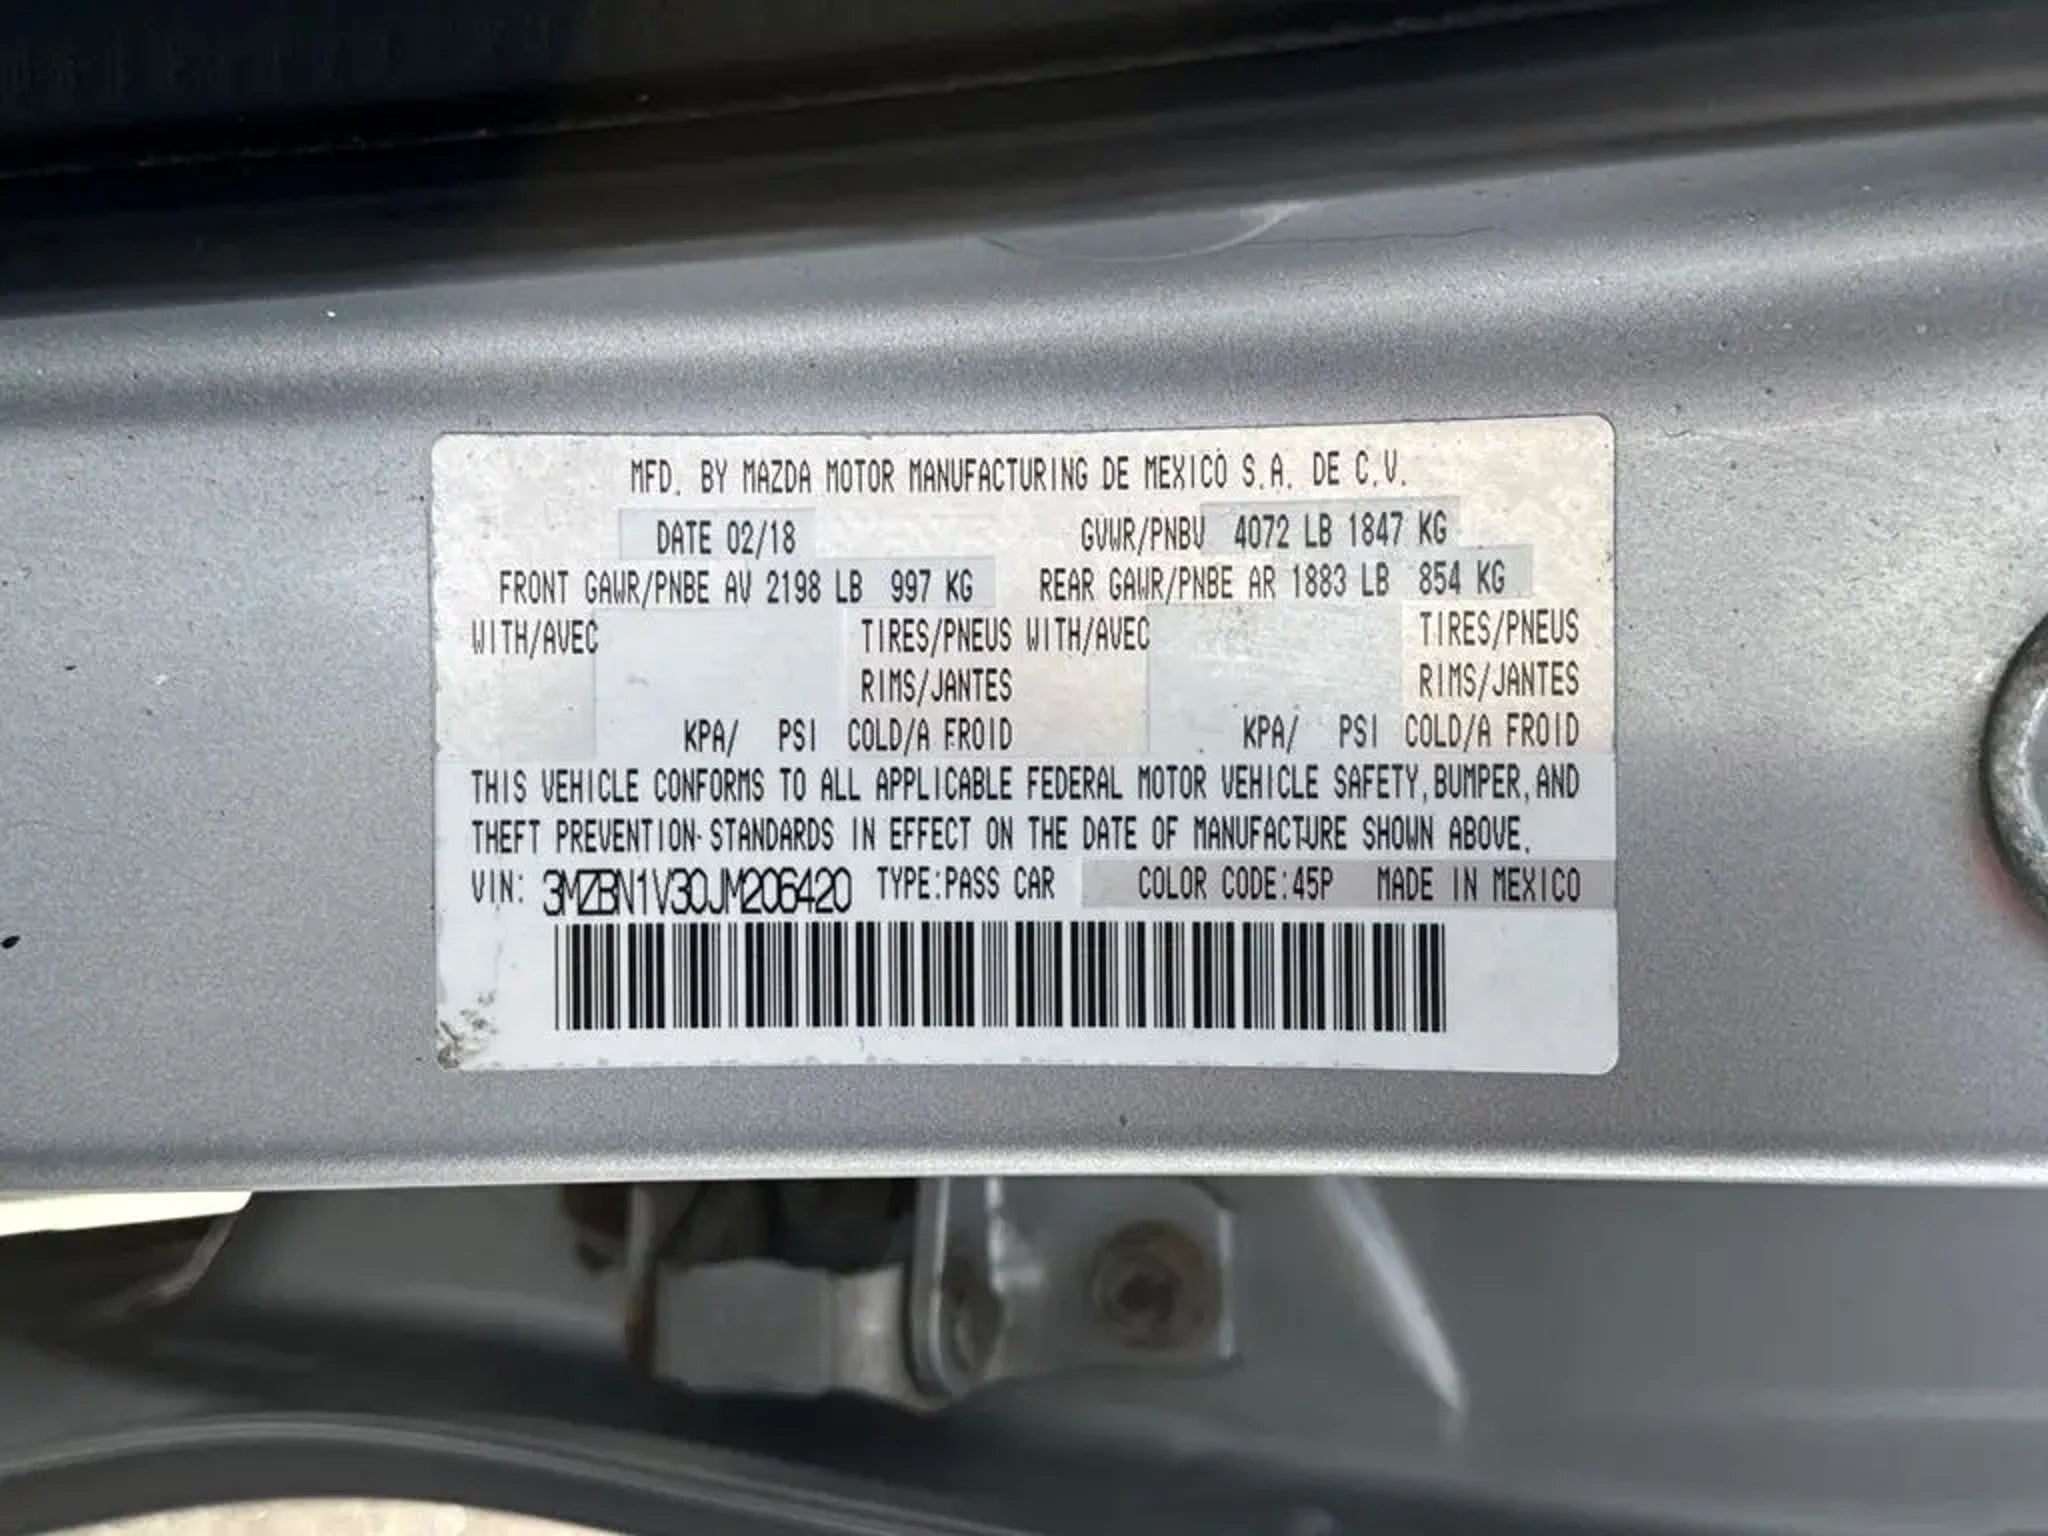 MFD. BY MAZDA MOTOR MANUFACTURING DE MEXICO S.A. DE C.V.
DATE 02/18 GVWR/PNBV 4072 LB 1847 KG
FRONT GAWR/PNBE AV 2198 LB 997 KG REAR GAWR/PNBE AR 1883 LB 854 KG
WITH/AVEC TIRES/PNEUS WITH/AVEC TIRES/PNEUS
RIMS/JANTES RIMS/JANTES
KPA/ PSI COLD/A FROID KPA/ PSI COLD/A FROID
THIS VEHICLE CONFORMS TO ALL APPLICABLE FEDERAL MOTOR VEHICLE SAFETY, BUMPER, AND
THEFT PREVENTION STANDARDS IN EFFECT ON THE DATE OF MANUFACTURE SHOWN ABOVE.
VIN: 3MZBN1V30JM206420 TYPE:PASS CAR COLOR CODE:45P MADE IN MEXICO